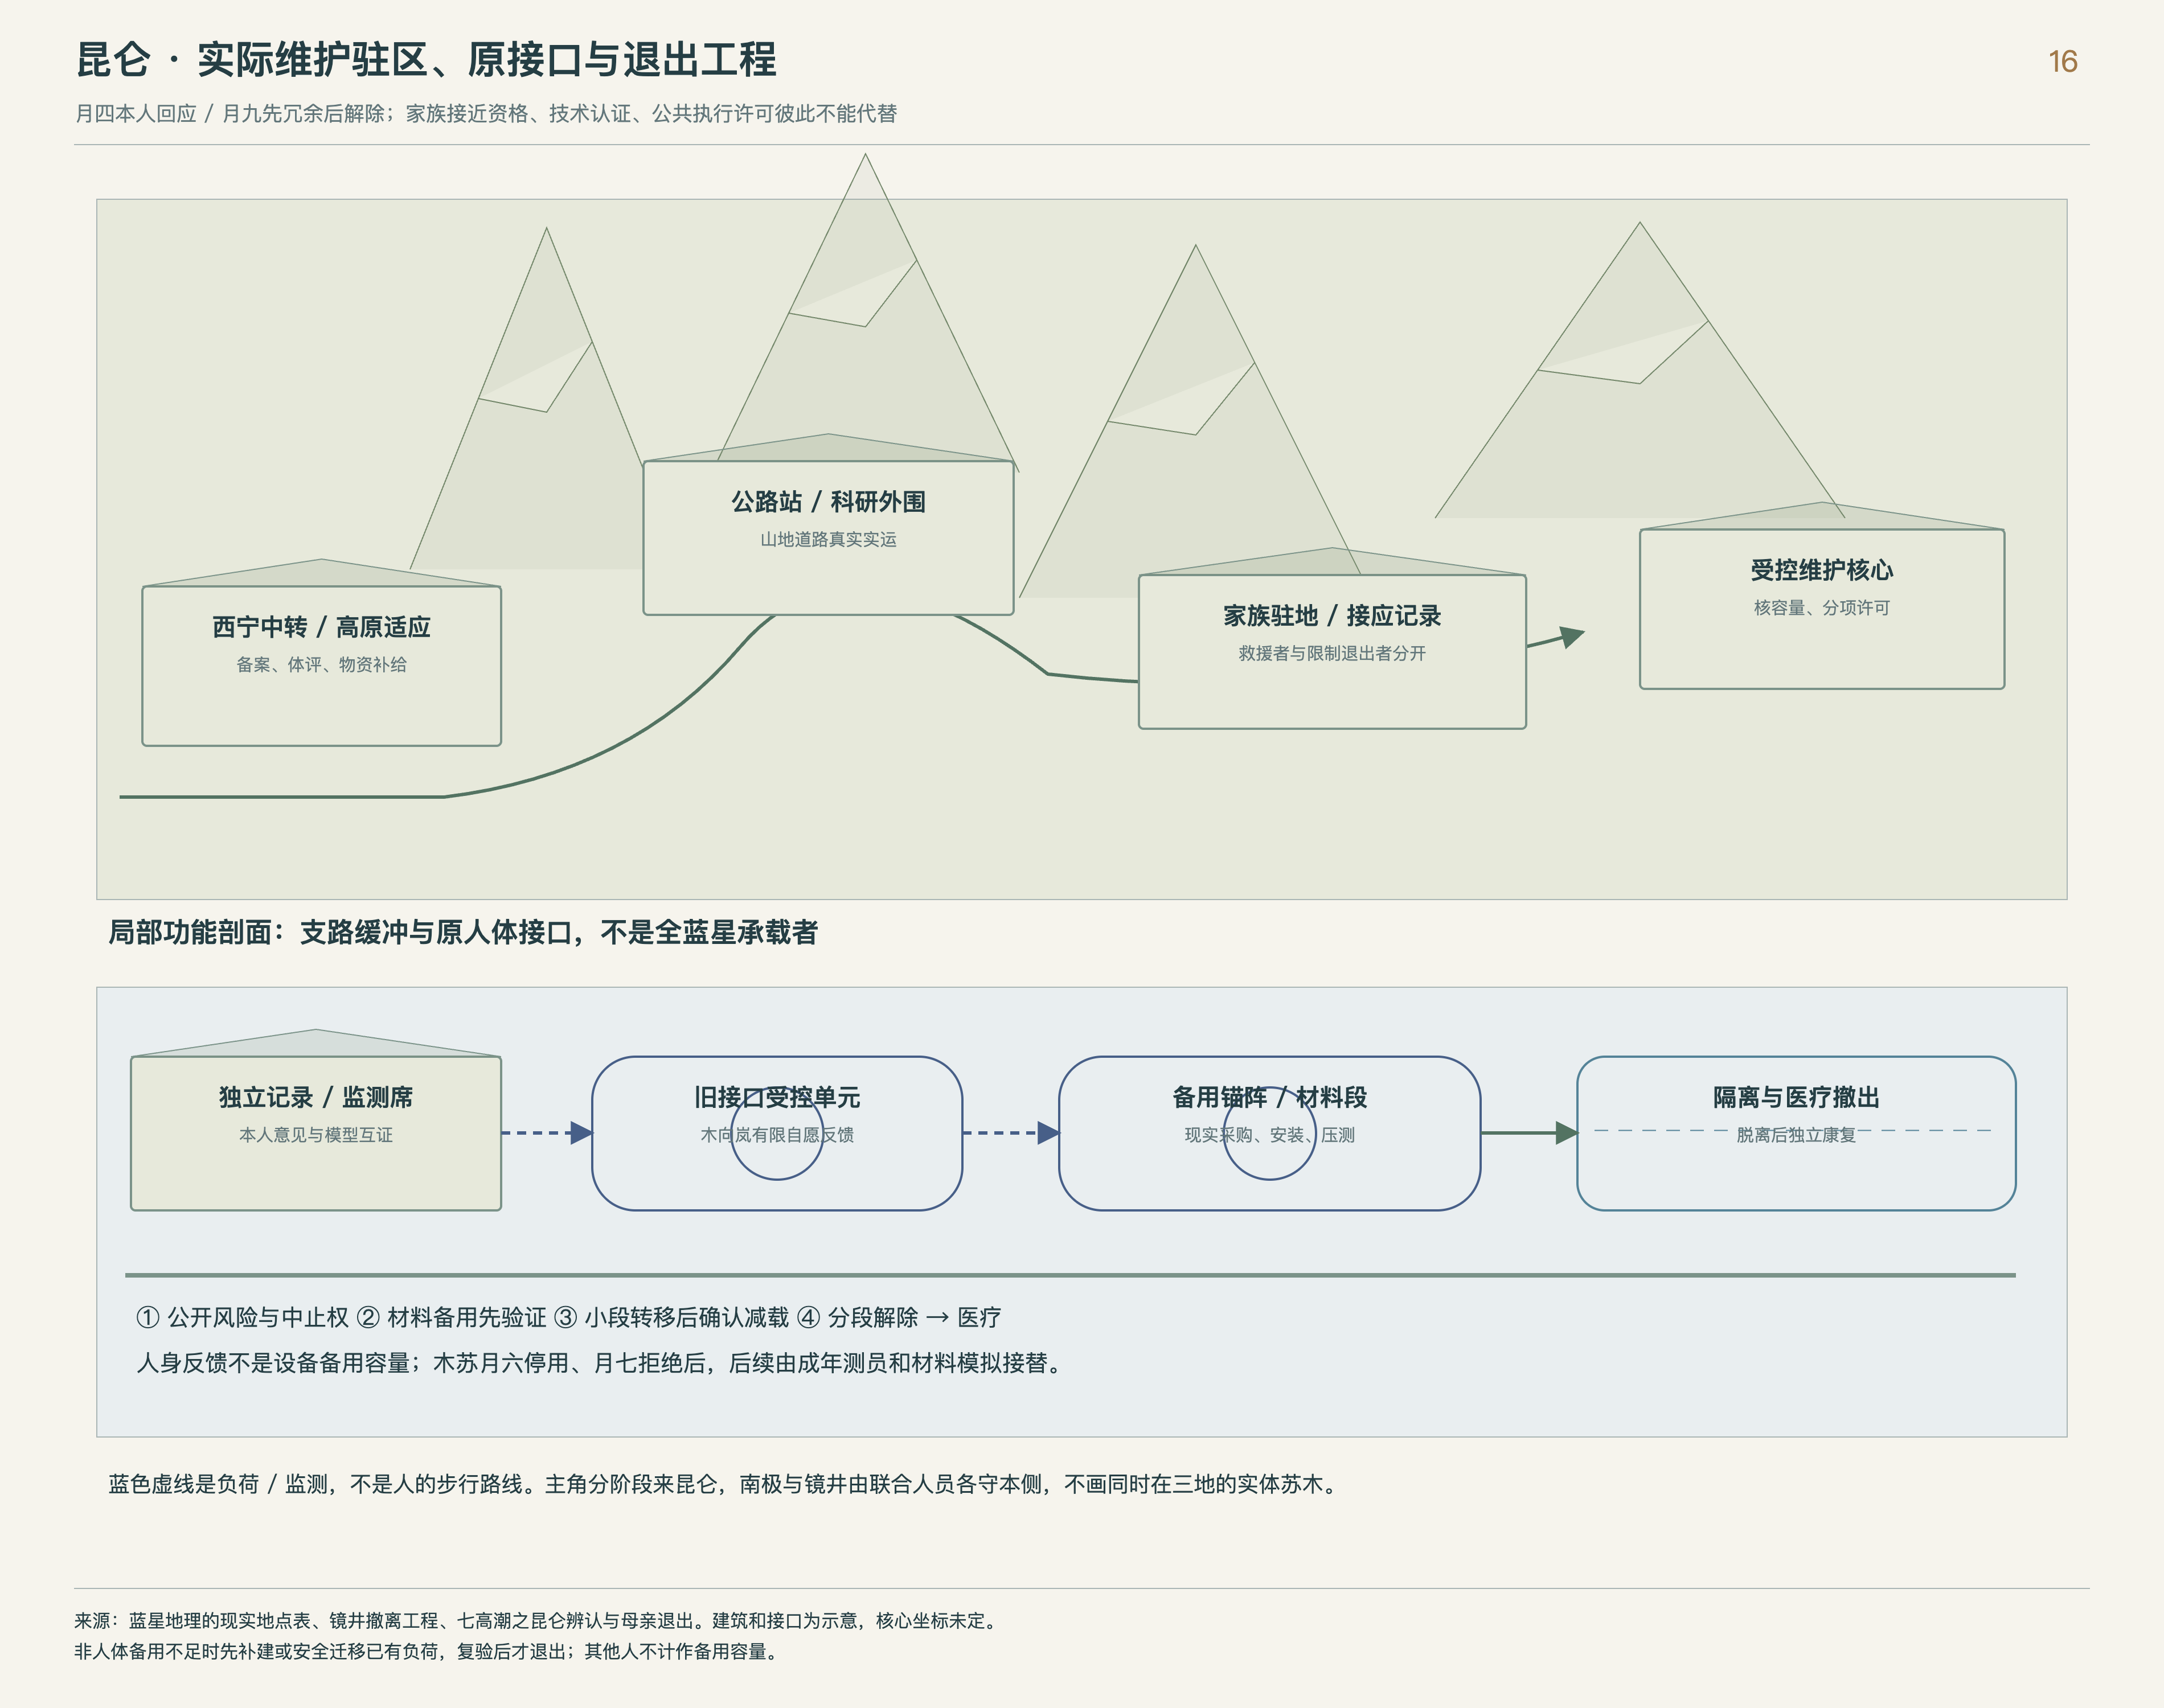 昆仑 · 实际维护驻区、原接口与退出工程
16
月四本人回应 / 月九先冗余后解除；家族接近资格、技术认证、公共执行许可彼此不能代替
公路站 / 科研外围
山地道路真实实运
受控维护核心
核容量、分项许可
家族驻地 / 接应记录
救援者与限制退出者分开
西宁中转 / 高原适应
备案、体评、物资补给
局部功能剖面：支路缓冲与原人体接口，不是全蓝星承载者
独立记录 / 监测席
本人意见与模型互证
旧接口受控单元
木向岚有限自愿反馈
备用锚阵 / 材料段
现实采购、安装、压测
隔离与医疗撤出
脱离后独立康复
① 公开风险与中止权 ② 材料备用先验证 ③ 小段转移后确认减载 ④ 分段解除 → 医疗
人身反馈不是设备备用容量；木苏月六停用、月七拒绝后，后续由成年测员和材料模拟接替。
蓝色虚线是负荷 / 监测，不是人的步行路线。主角分阶段来昆仑，南极与镜井由联合人员各守本侧，不画同时在三地的实体苏木。
来源：蓝星地理的现实地点表、镜井撤离工程、七高潮之昆仑辨认与母亲退出。建筑和接口为示意，核心坐标未定。
非人体备用不足时先补建或安全迁移已有负荷，复验后才退出；其他人不计作备用容量。